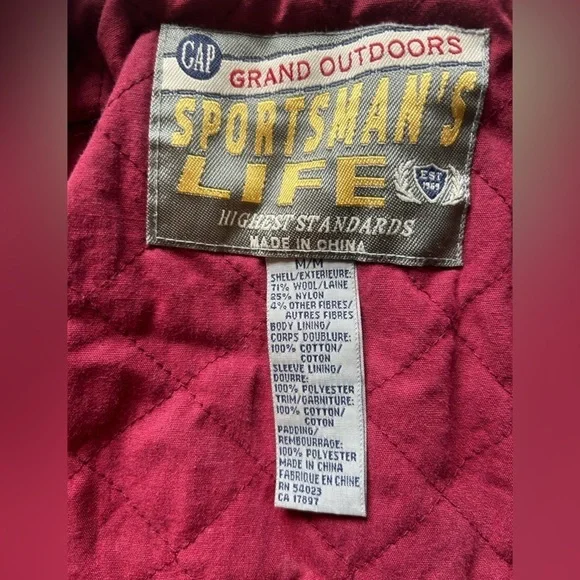 GAP
GRAND OUTDOORS
SPORTSMAN'S
LIFE
EST
1969
HIGHEST STANDARDS
MADE IN CHINA
M/M
SHELL/EXTERIEURE:
71% WOOL/LAINE
25% NYLON
4% OTHER FIBRES/
AUTRES FIBRES
BODY LINING/
CORPS DOUBLURE:
100% COTTON/
COTON
SLEEVE LINING/
DOURRE:
100% POLYESTER
TRIM/GARNITURE:
100% COTTON/
COTON
PADDING/
REMBOURRAGE:
100% POLYESTER
MADE IN CHINA
FABRIQUE EN CHINE
RN 54023
CA 17897